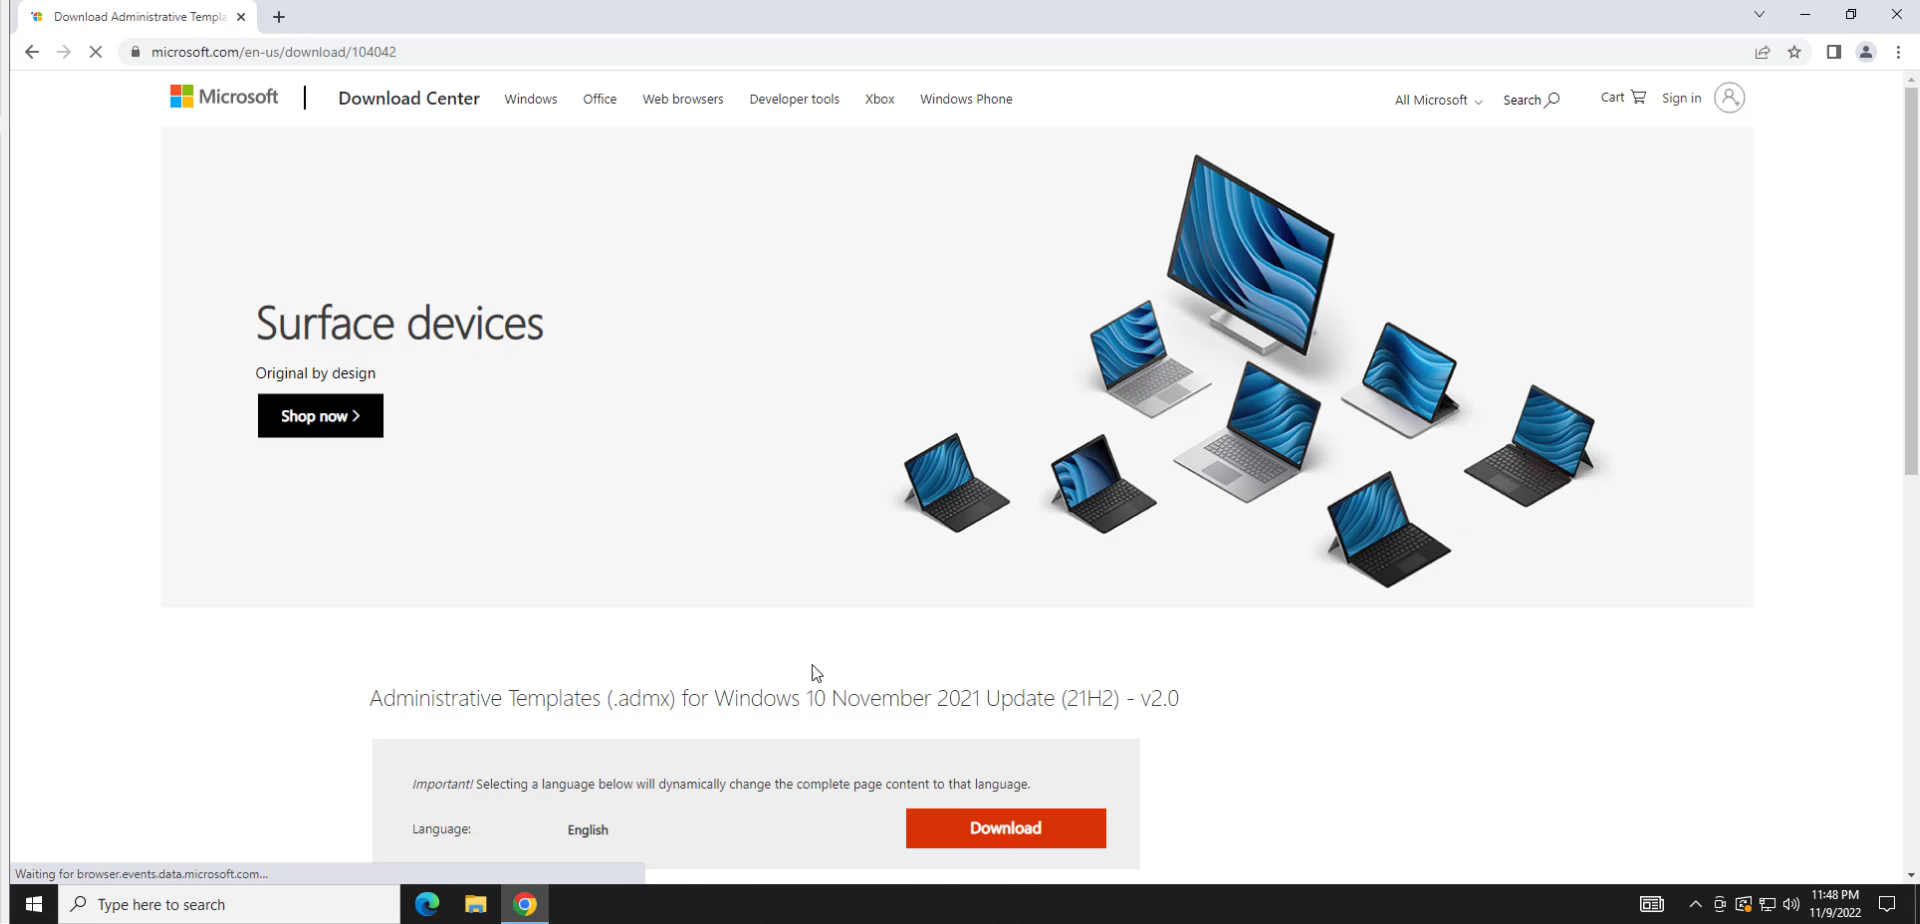 Download Administrative Templa
microsoft.com/en-us/download/104042
Microsoft
Download Center
Windows
Office
Web browsers
Developer tools
Xbox
Windows Phone
All Microsoft
Search
Cart
Sign in
Surface devices
Original by design
Shop now
Administrative Templates (.admx) for Windows 10 November 2021 Update (21H2) - v2.0
Important! Selecting a language below will dynamically change the complete page content to that language.
Language:
English
Download
Waiting for browser.events.data.microsoft.com...
Type here to search
11:48 PM
11/9/2022